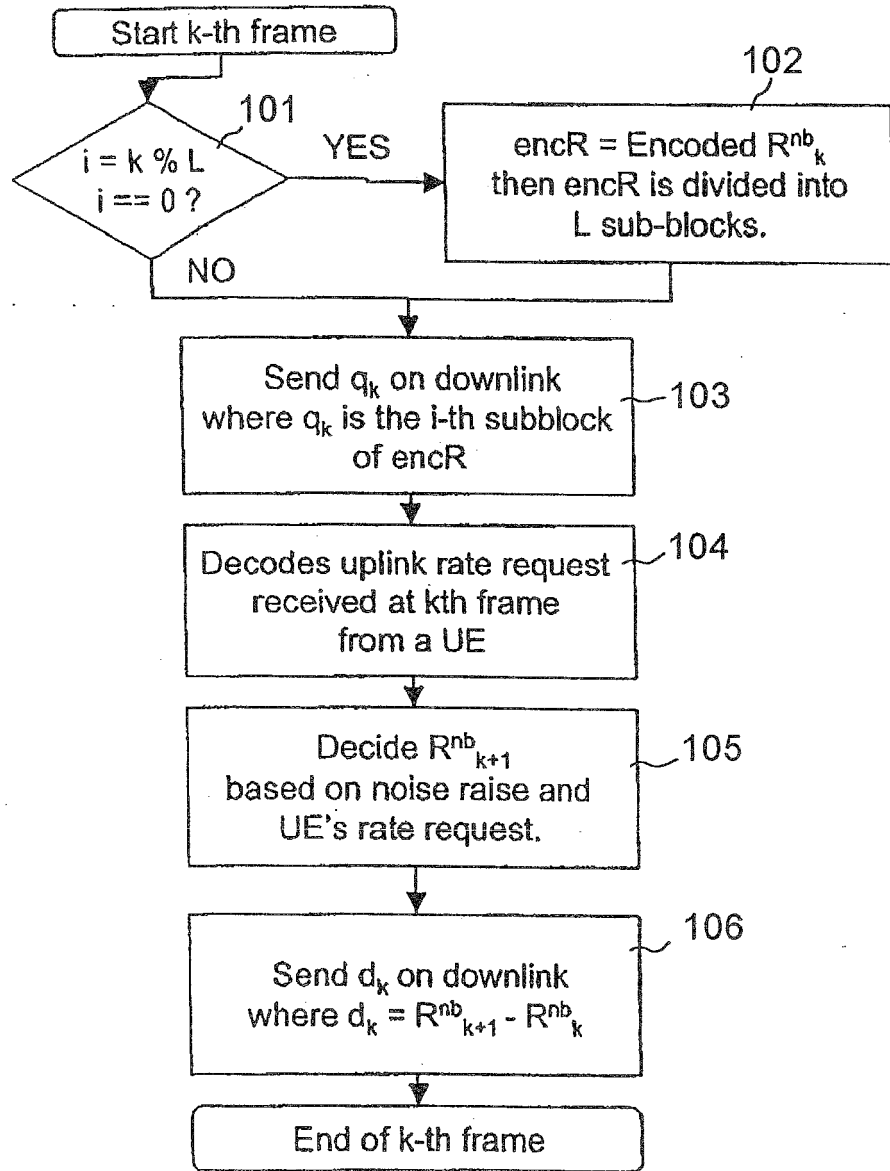 Start k-th frame
101
i = k % L
i == 0 ?
YES
NO
102
encR = Encoded R^nb_k
then encR is divided into
L sub-blocks.
Send q_k on downlink
where q_k is the i-th subblock
of encR
103
Decodes uplink rate request
received at kth frame
from a UE
104
Decide R^nb_k+1
based on noise raise and
UE's rate request.
105
Send d_k on downlink
where d_k = R^nb_k+1 - R^nb_k
106
End of k-th frame